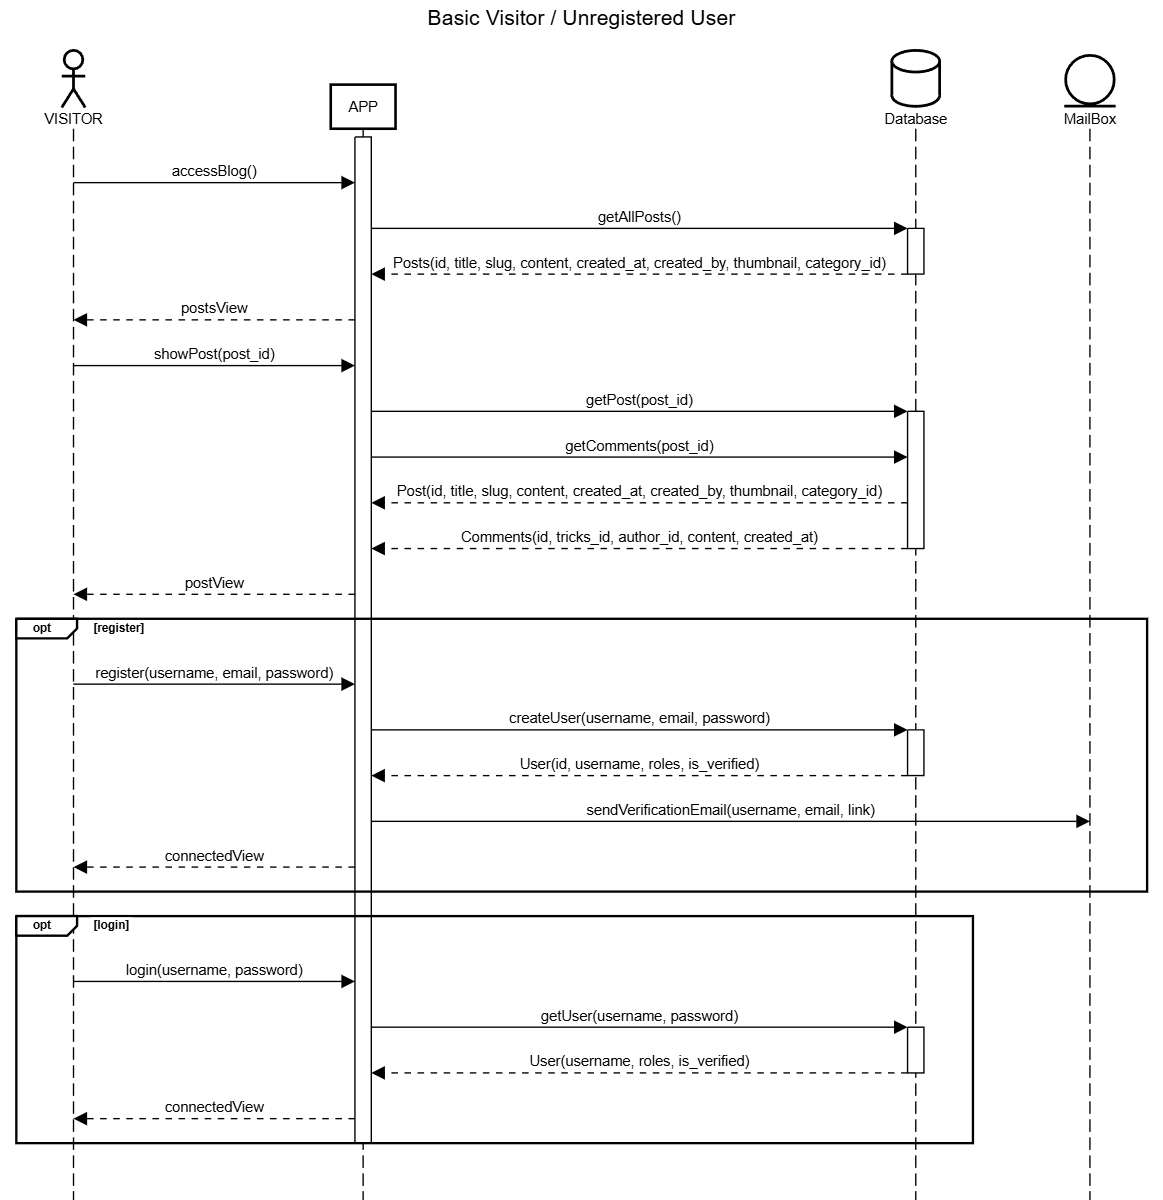 Basic Visitor / Unregistered User
VISITOR
APP
Database
MailBox
accessBlog()
getAllPosts()
Posts(id, title, slug, content, created_at, created_by, thumbnail, category_id)
postsView
showPost(post_id)
getPost(post_id)
getComments(post_id)
Post(id, title, slug, content, created_at, created_by, thumbnail, category_id)
Comments(id, tricks_id, author_id, content, created_at)
postView
opt [register]
register(username, email, password)
createUser(username, email, password)
User(id, username, roles, is_verified)
sendVerificationEmail(username, email, link)
connectedView
opt [login]
login(username, password)
getUser(username, password)
User(username, roles, is_verified)
connectedView